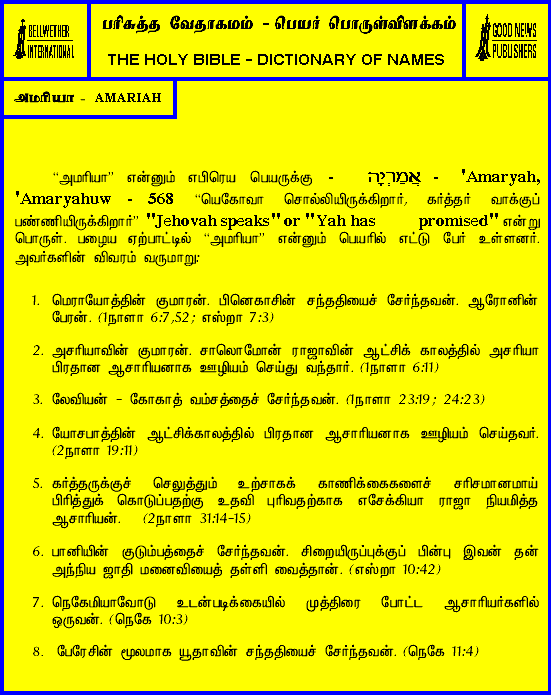 BELLWETHER
INTERNATIONAL
பரிசுத்த வேதாகமம் - பெயர் பொருள்விளக்கம்
THE HOLY BIBLE - DICTIONARY OF NAMES
GOOD NEWS
PUBLISHERS
அமரியா - AMARIAH
“அமரியா” என்னும் எபிரெய பெயருக்கு - אֲמַרְיָה - 'Amaryah,
'Amaryahuw - 568 “யெகோவா சொல்லியிருக்கிறார், கர்த்தர் வாக்குப்
பண்ணியிருக்கிறார்” "Jehovah speaks" or "Yah has promised" என்று
பொருள். பழைய ஏற்பாட்டில் “அமரியா” என்னும் பெயரில் எட்டு பேர் உள்ளனர்.
அவர்களின் விவரம் வருமாறு:
1. மெராயோத்தின் குமாரன். பினெகாசின் சந்ததியைச் சேர்ந்தவன். ஆரோனின்
பேரன். (1நாளா 6:7,52; எஸ்றா 7:3)
2. அசரியாவின் குமாரன். சாலொமோன் ராஜாவின் ஆட்சிக் காலத்தில் அசரியா
பிரதான ஆசாரியனாக ஊழியம் செய்து வந்தார். (1நாளா 6:11)
3. லேவியன் - கோகாத் வம்சத்தைச் சேர்ந்தவன். (1நாளா 23:19; 24:23)
4. யோசபாத்தின் ஆட்சிக்காலத்தில் பிரதான ஆசாரியனாக ஊழியம் செய்தவர்.
(2நாளா 19:11)
5. கர்த்தருக்குச் செலுத்தும் உற்சாகக் காணிக்கைகளைச் சரிசமானமாய்
பிரித்துக் கொடுப்பதற்கு உதவி புரிவதற்காக எசேக்கியா ராஜா நியமித்த
ஆசாரியன். (2நாளா 31:14-15)
6. பானியின் குடும்பத்தைச் சேர்ந்தவன். சிறையிருப்புக்குப் பின்பு இவன் தன்
அந்நிய ஜாதி மனைவியைத் தள்ளி வைத்தான். (எஸ்றா 10:42)
7. நெகேமியாவோடு உடன்படிக்கையில் முத்திரை போட்ட ஆசாரியர்களில்
ஒருவன். (நெகே 10:3)
8. பேரேசின் மூலமாக யூதாவின் சந்ததியைச் சேர்ந்தவன். (நெகே 11:4)